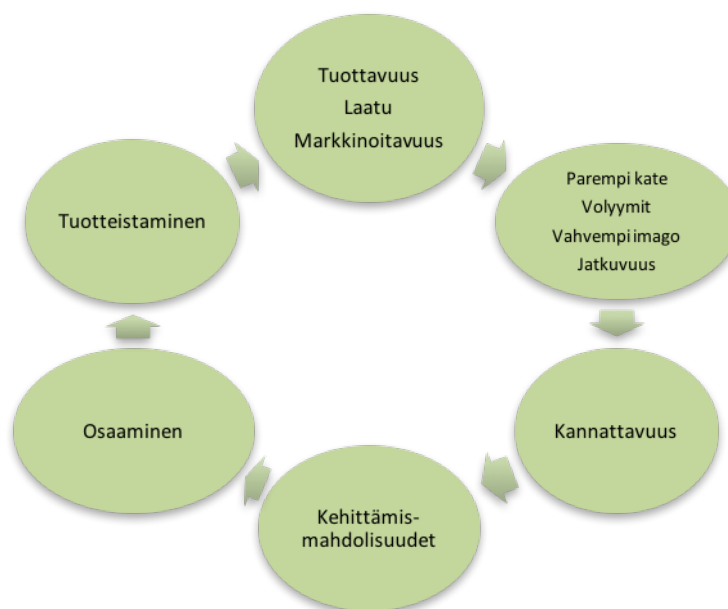 Tuottavuus
Laatu
Markkinoitavuus
Parempi kate
Volyymit
Vahvempi imago
Jatkuvuus
Kannattavuus
Kehittämis-
mahdolisuudet
Osaaminen
Tuotteistaminen